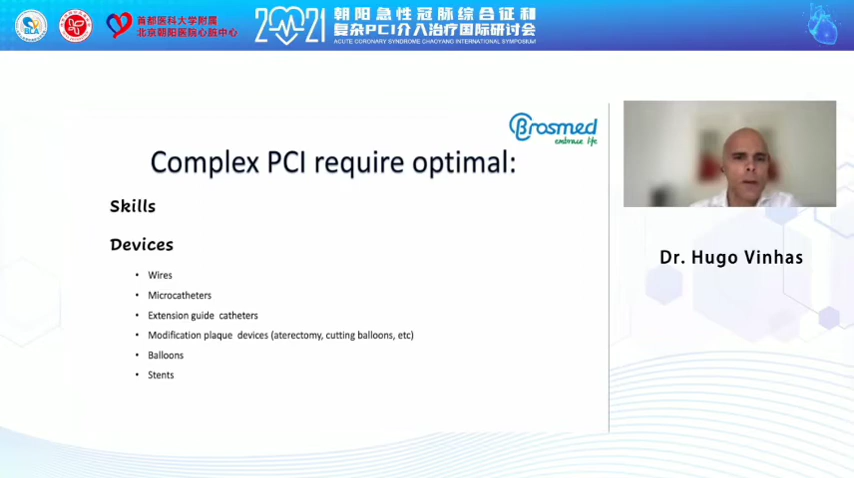 BLA
首都医科大学附属
北京朝阳医院心脏中心
2021
朝阳急性冠脉综合征和
复杂PCI介入治疗国际研讨会
ACUTE CORONARY SYNDROME CHAOYANG INTERNATIONAL SYMPOSIUM
Brosmed
embrace life
Complex PCI require optimal:
Skills
Devices
• Wires
• Microcatheters
• Extension guide catheters
• Modification plaque devices (aterectomy, cutting balloons, etc)
• Balloons
• Stents
Dr. Hugo Vinhas